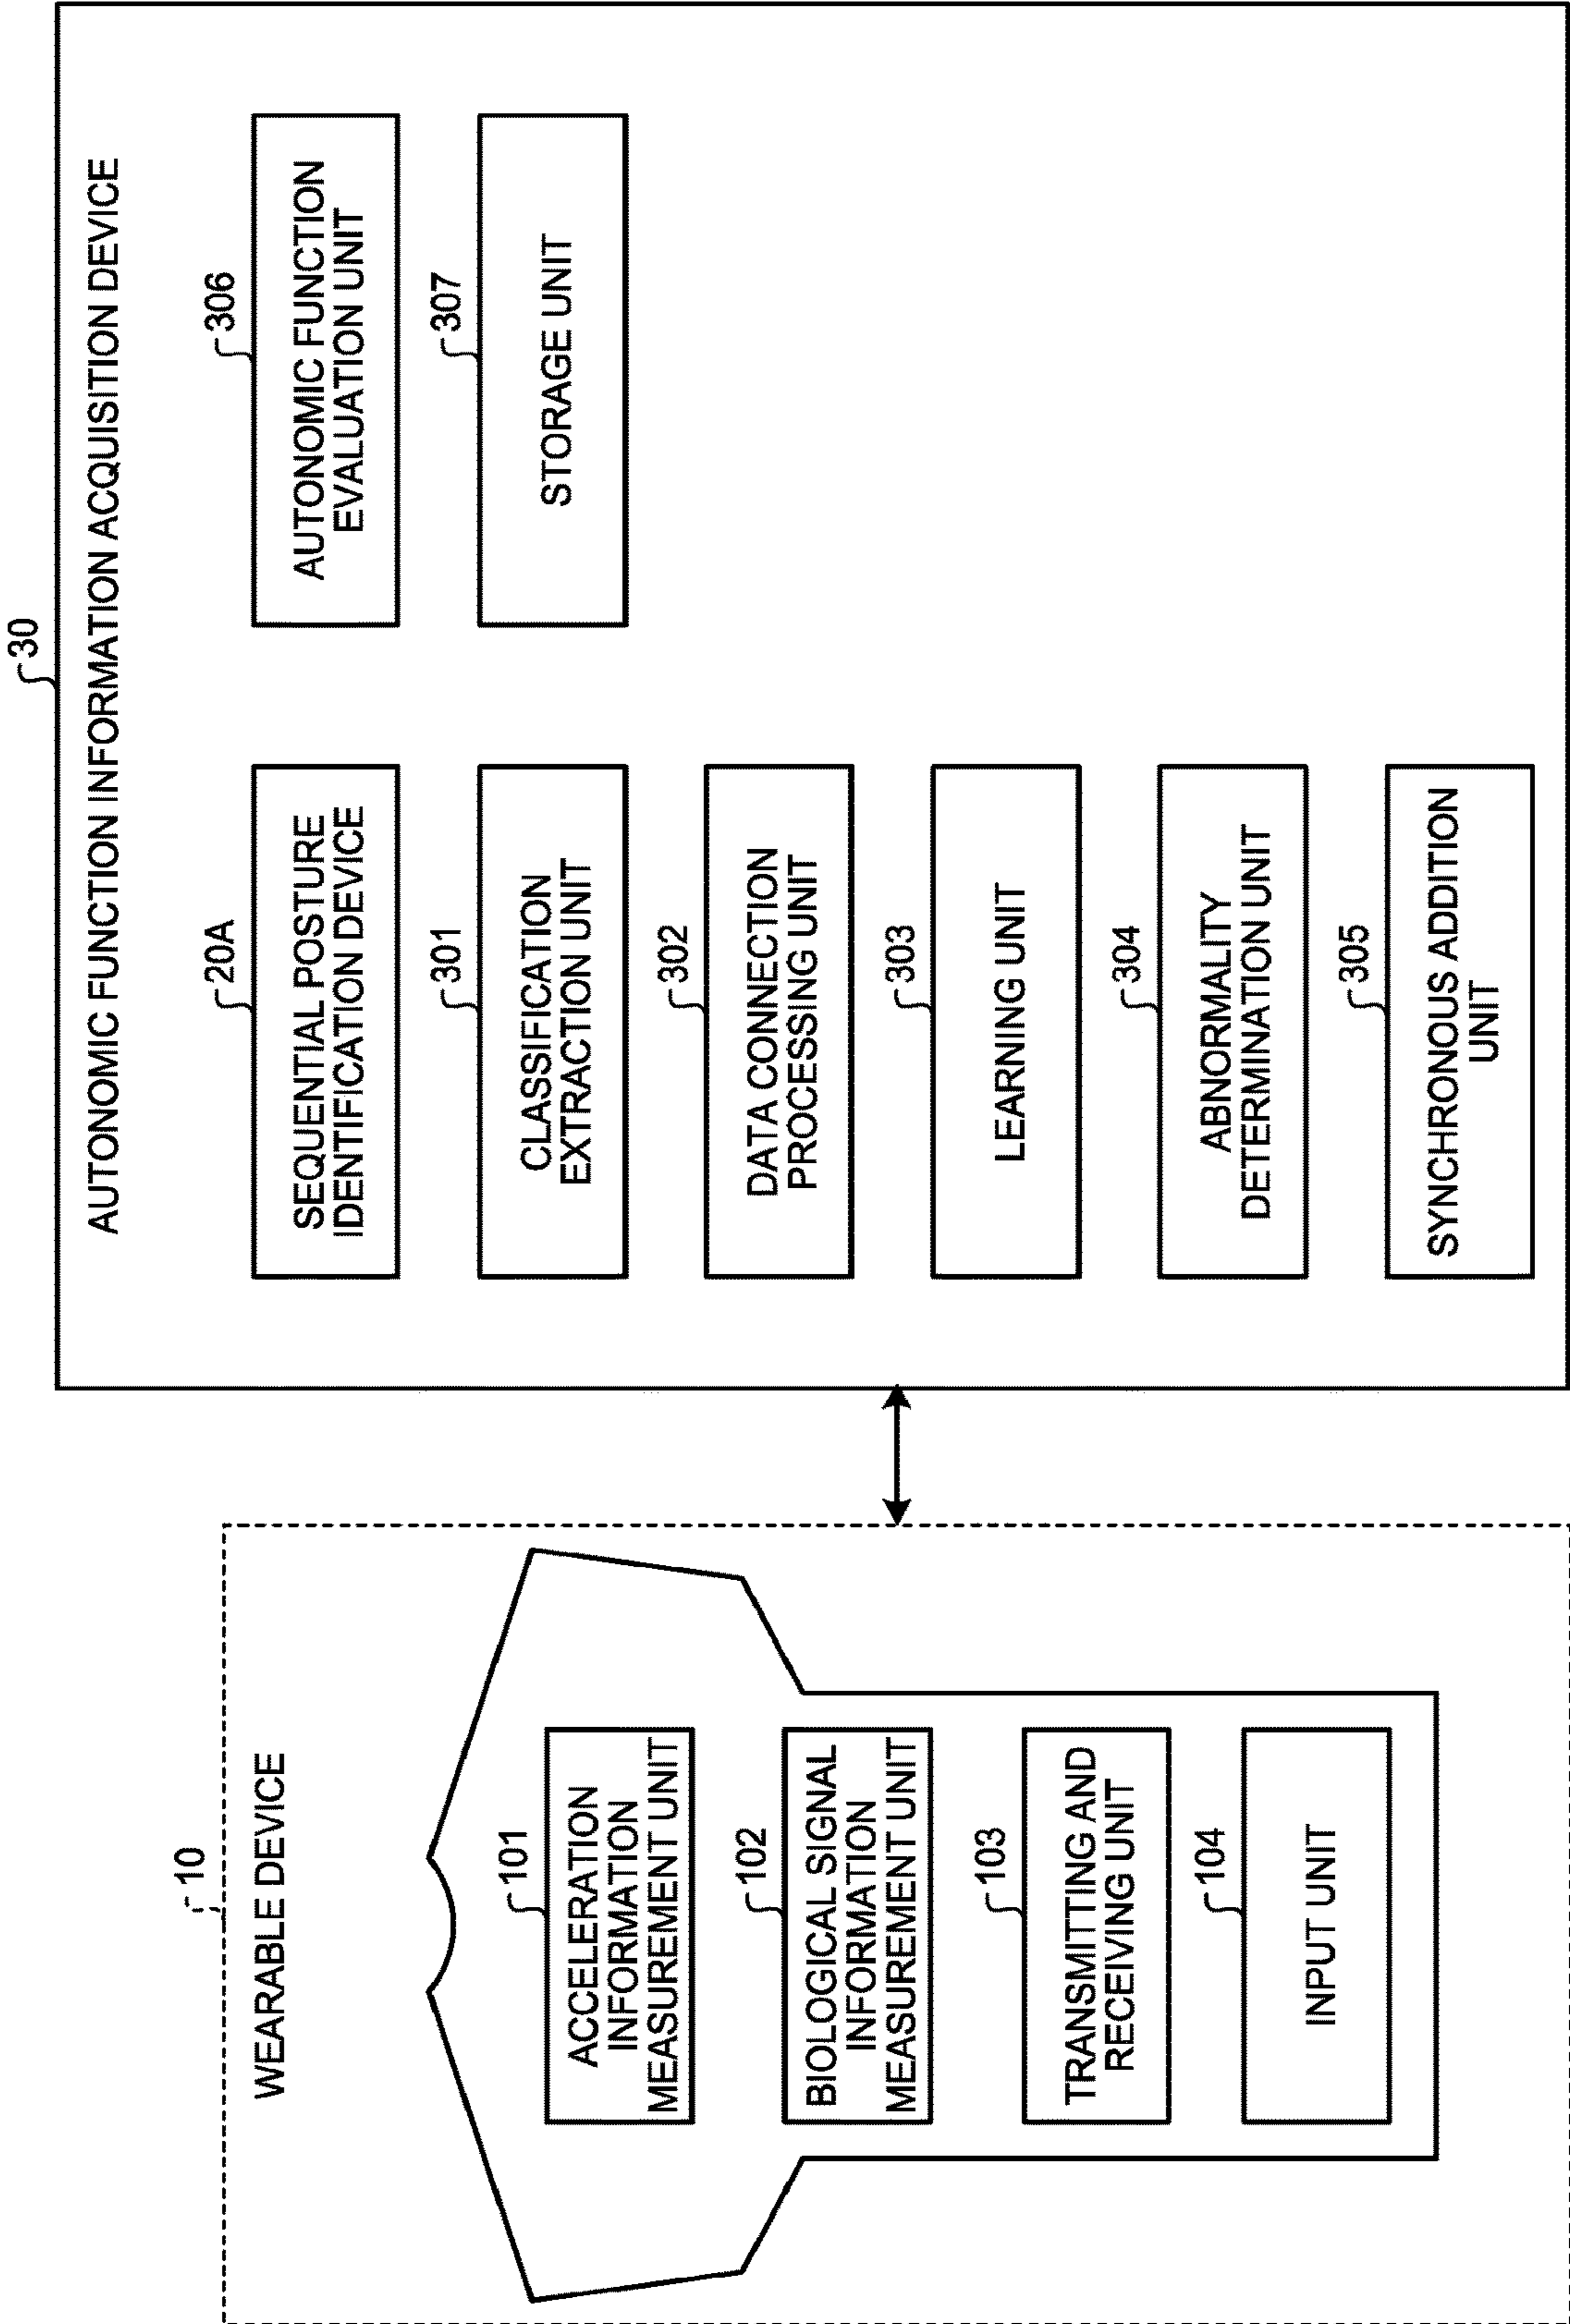 10
WEARABLE DEVICE
101
ACCELERATION
INFORMATION
MEASUREMENT UNIT
102
BIOLOGICAL SIGNAL
INFORMATION
MEASUREMENT UNIT
103
TRANSMITTING AND
RECEIVING UNIT
104
INPUT UNIT
30
AUTONOMIC FUNCTION INFORMATION ACQUISITION DEVICE
20A
SEQUENTIAL POSTURE
IDENTIFICATION DEVICE
301
CLASSIFICATION
EXTRACTION UNIT
302
DATA CONNECTION
PROCESSING UNIT
303
LEARNING UNIT
304
ABNORMALITY
DETERMINATION UNIT
305
SYNCHRONOUS ADDITION
UNIT
306
AUTONOMIC FUNCTION
EVALUATION UNIT
307
STORAGE UNIT